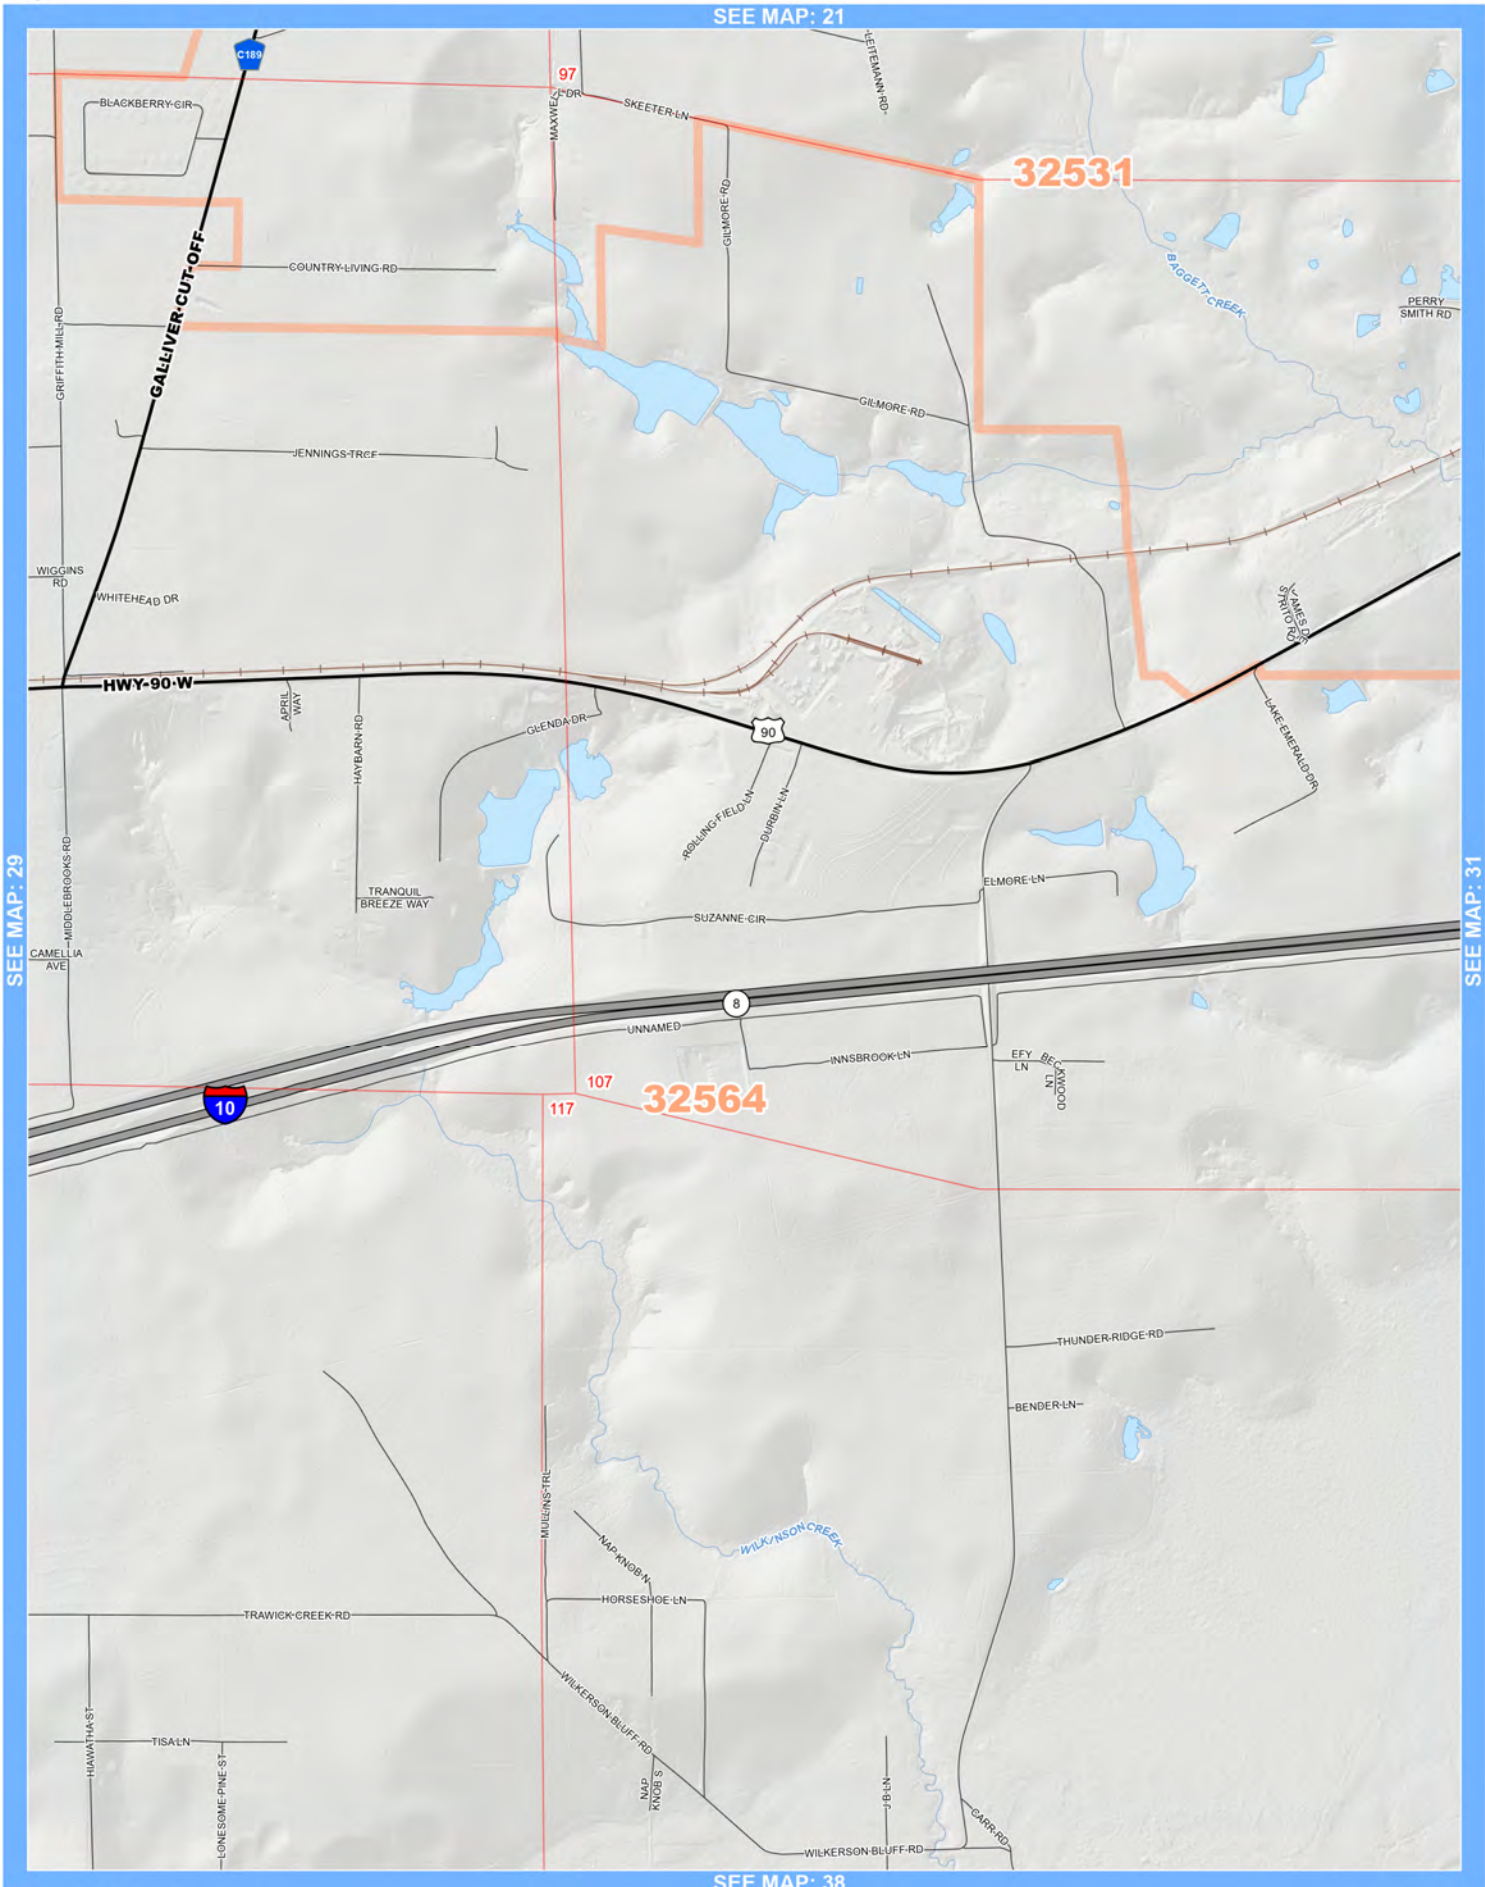 SEE MAP: 21
C189
97
LEITEMANN RD
BLACKBERRY CIR
L DR
SKEETER LN
32531
GILMORE RD
BAGGETT CREEK
GALLIVER CUT-OFF
COUNTRY LIVING RD
PERRY
SMITH RD
GRIFFITH MILL RD
GILMORE RD
JENNINGS TRCE
WIGGINS
RD
WHITEHEAD DR
HWY 90 W
APRIL
WAY
HAYBARN RD
GLENDA DR
90
LAKE EMERALD DR
ROLLING FIELD LN
DURBIN LN
SEE MAP: 29
MIDDLEBROOKS RD
TRANQUIL
BREEZE WAY
ELMORE LN
SUZANNE CIR
SEE MAP: 31
CAMELLIA
AVE
8
UNNAMED
INNSBROOK LN
EFY
LN
BECKWOOD
LN
10
107
117
32564
THUNDER RIDGE RD
BENDER LN
MULLINS TRL
NAP KNOB N
WILKINSON CREEK
HORSESHOE LN
TRAWICK CREEK RD
WILKERSON BLUFF RD
HIAWATHA ST
TISA LN
LONESOME PINE ST
NAP
KNOB S
J B LN
CARR RD
WILKERSON BLUFF RD
SEE MAP: 38